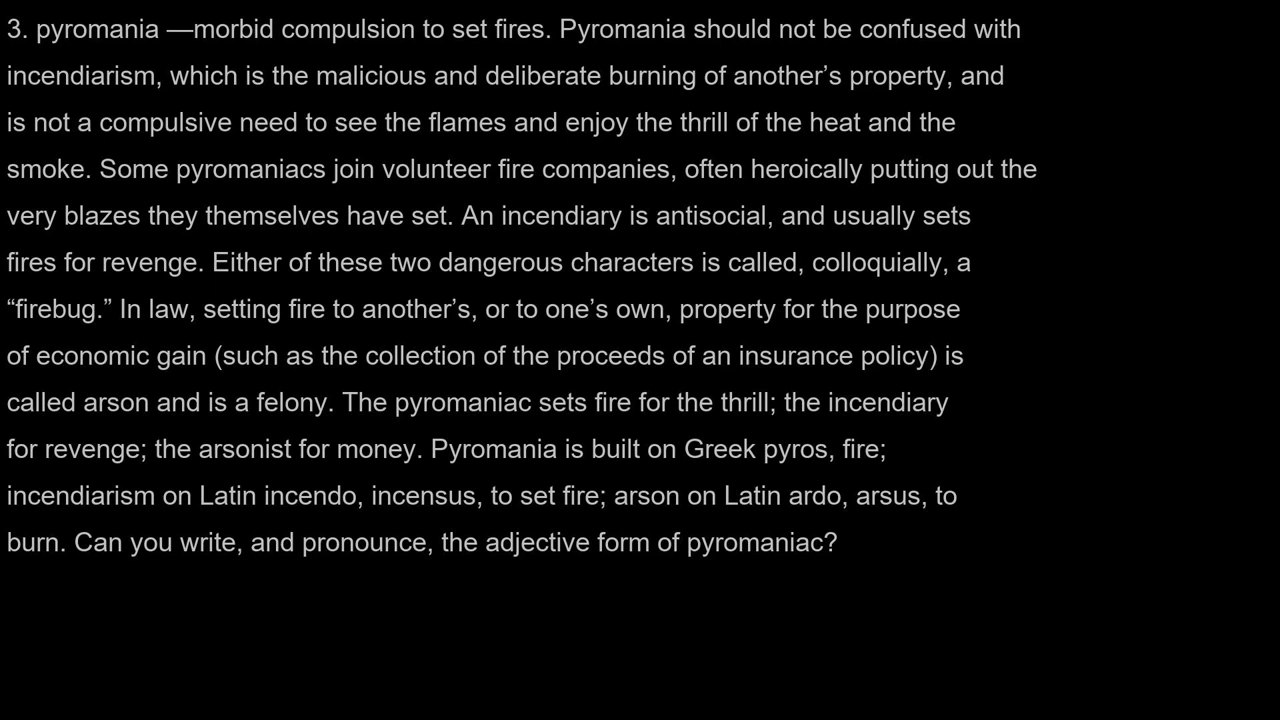 3. pyromania —morbid compulsion to set fires. Pyromania should not be confused with
incendiarism, which is the malicious and deliberate burning of another’s property, and
is not a compulsive need to see the flames and enjoy the thrill of the heat and the
smoke. Some pyromaniacs join volunteer fire companies, often heroically putting out the
very blazes they themselves have set. An incendiary is antisocial, and usually sets
fires for revenge. Either of these two dangerous characters is called, colloquially, a
“firebug.” In law, setting fire to another’s, or to one’s own, property for the purpose
of economic gain (such as the collection of the proceeds of an insurance policy) is
called arson and is a felony. The pyromaniac sets fire for the thrill; the incendiary
for revenge; the arsonist for money. Pyromania is built on Greek pyros, fire;
incendiarism on Latin incendo, incensus, to set fire; arson on Latin ardo, arsus, to
burn. Can you write, and pronounce, the adjective form of pyromaniac?